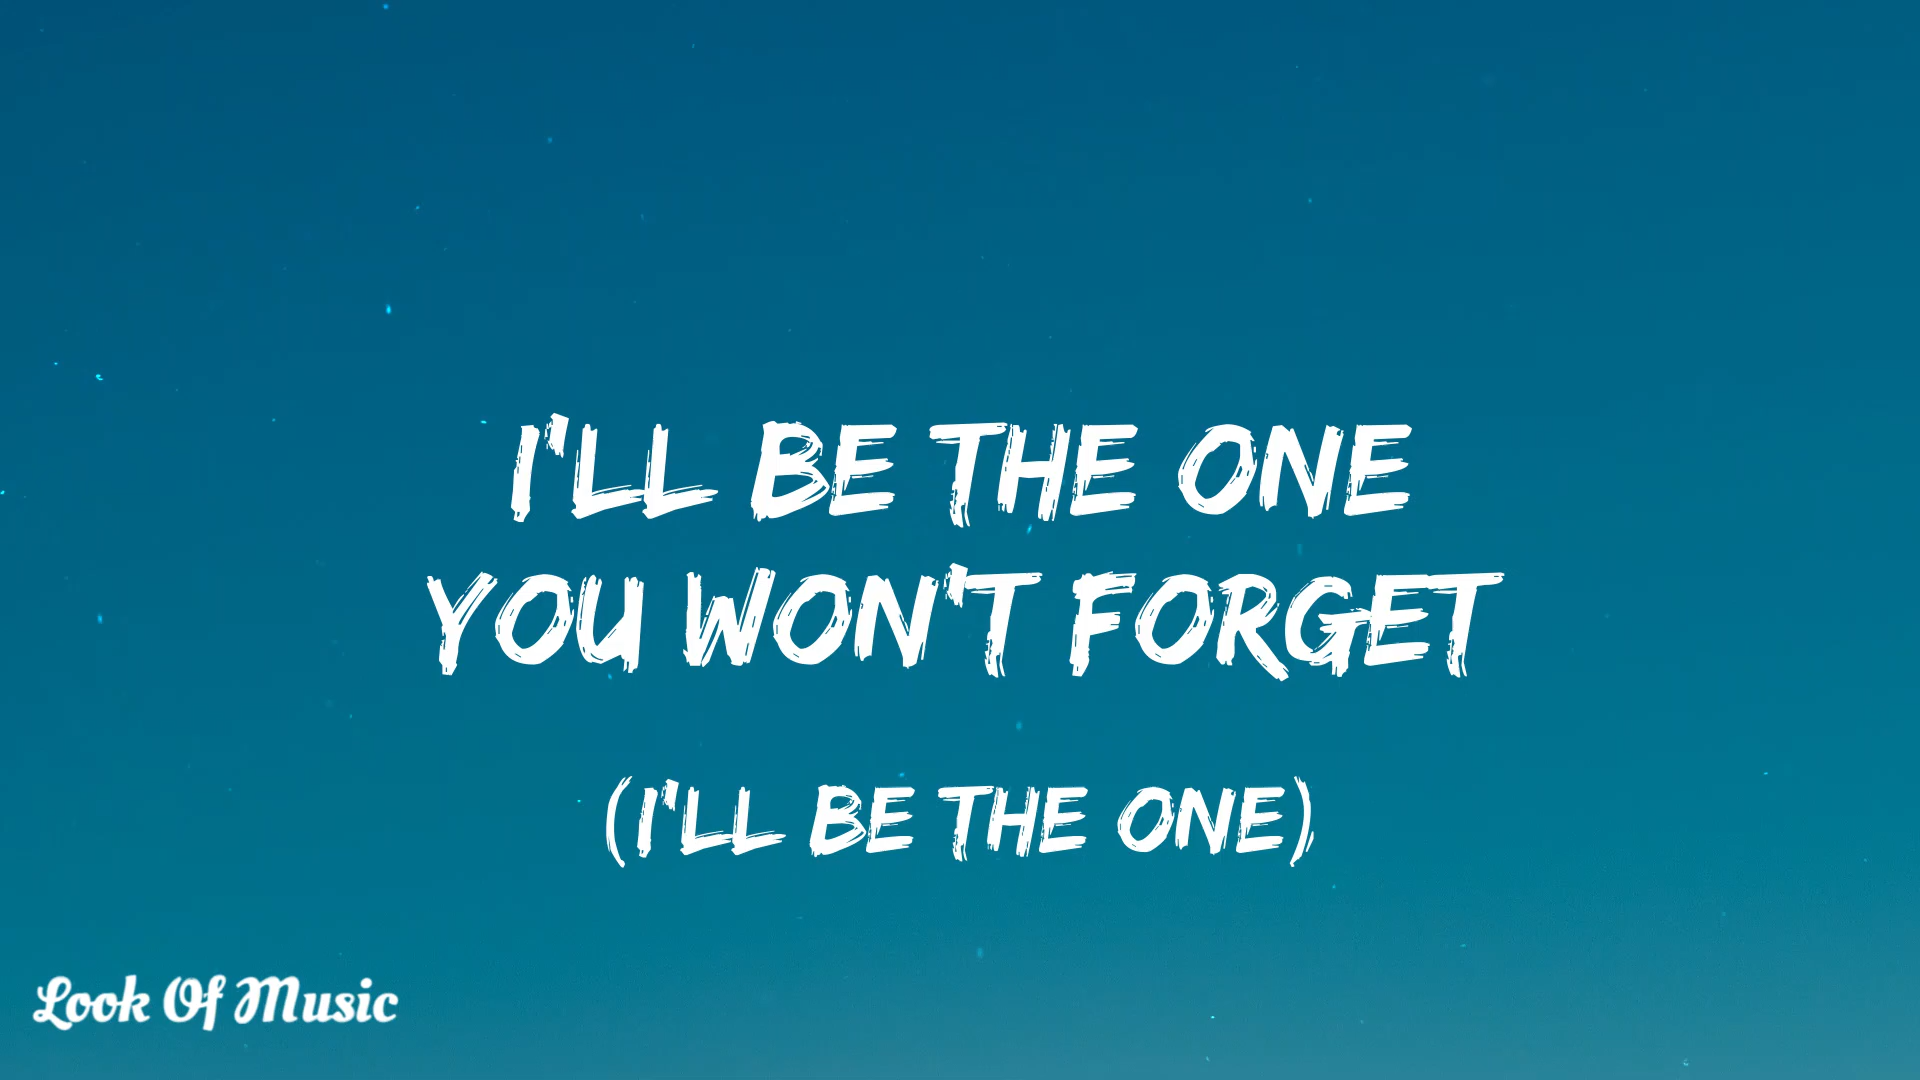 I'LL BE THE ONE
YOU WON'T FORGET
(I'LL BE THE ONE)
Look Of Music